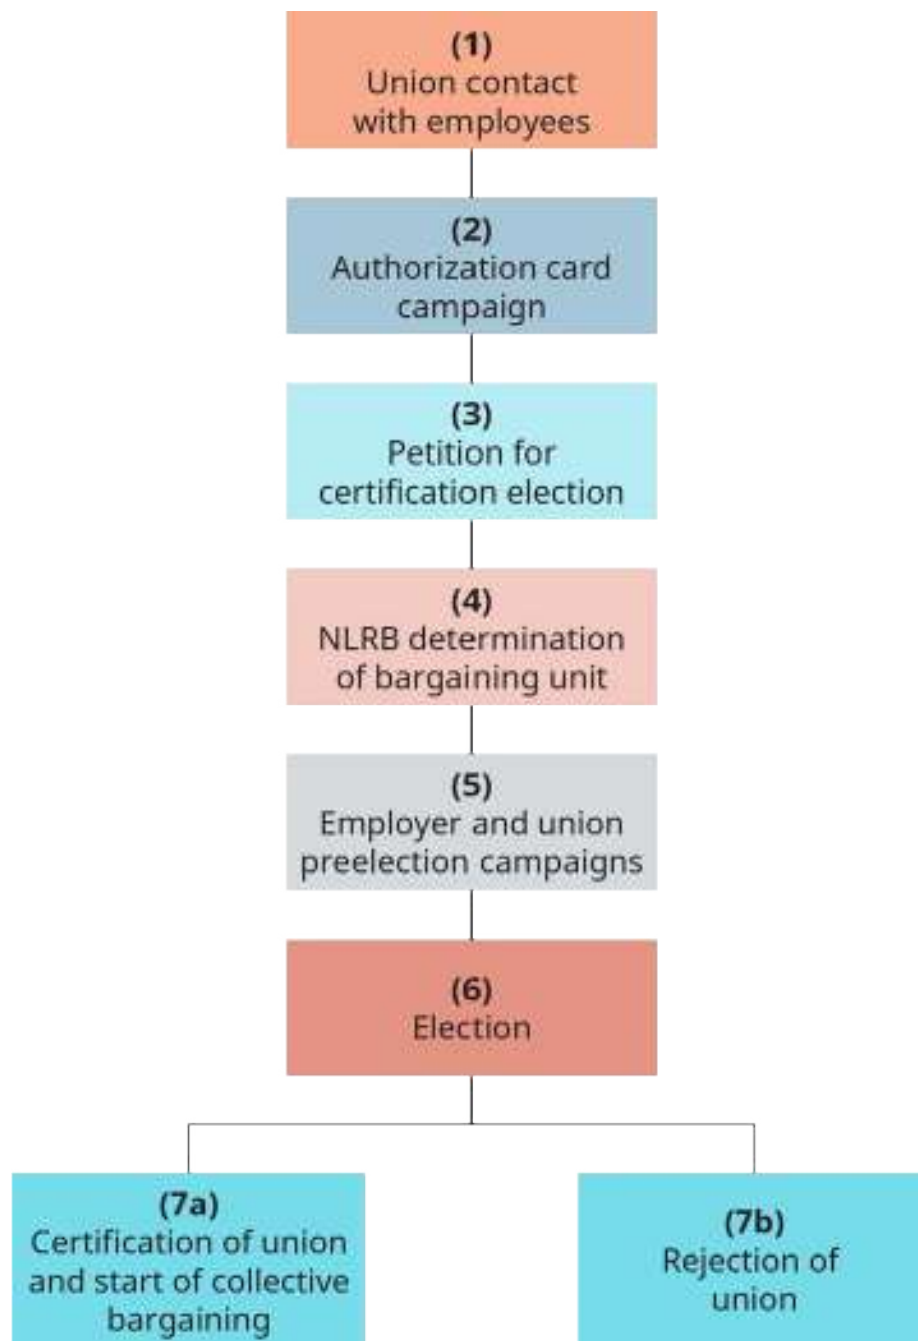 (1)
Union contact
with employees
(2)
Authorization card
campaign
(3)
Petition for
certification election
(4)
NLRB determination
of bargaining unit
(5)
Employer and union
preelection campaigns
(6)
Election
(7a)
Certification of union
and start of collective
bargaining
(7b)
Rejection of
union